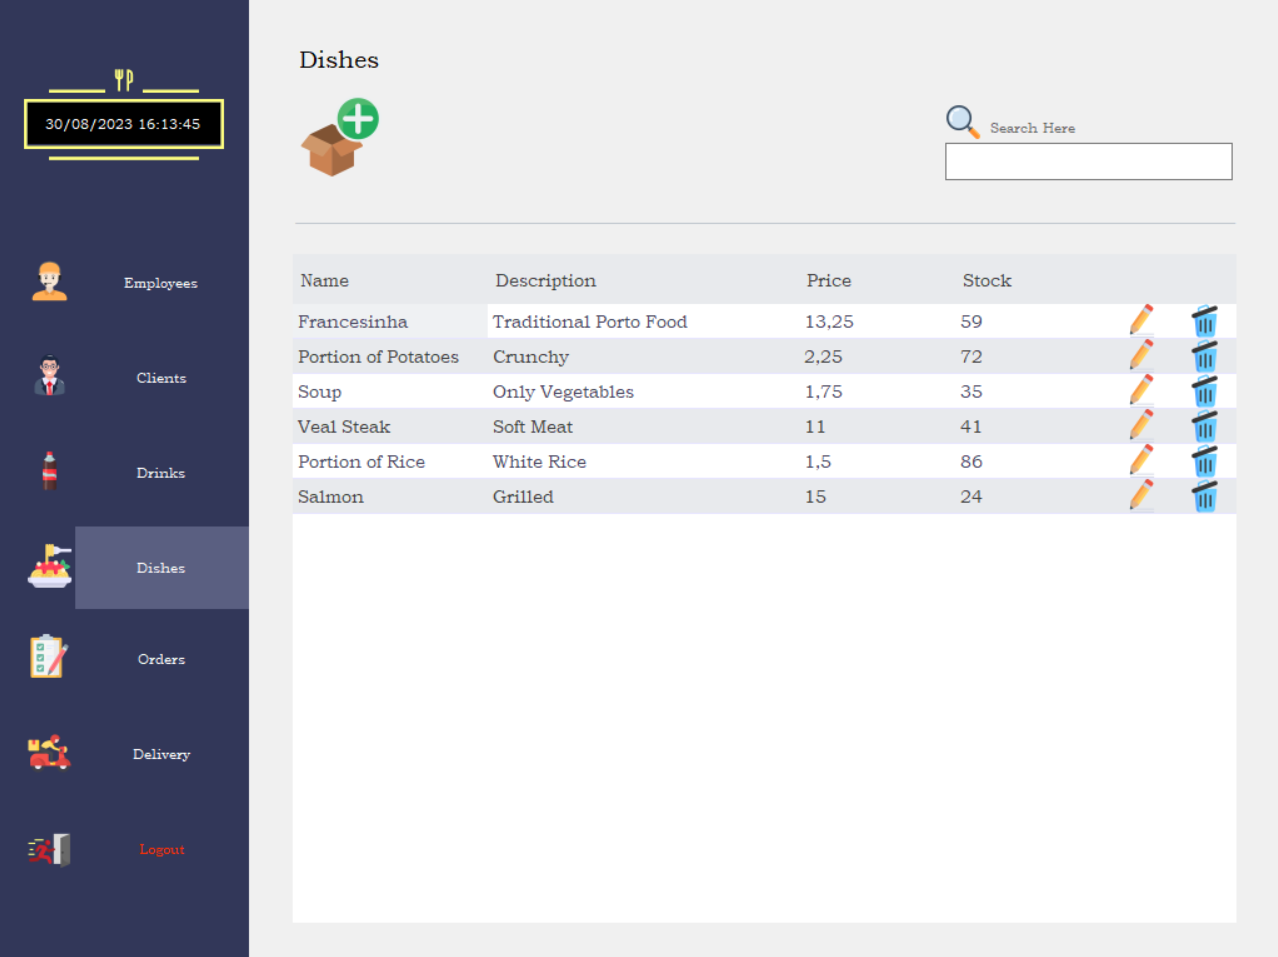 30/08/2023 16:13:45
Employees
Clients
Drinks
Dishes
Orders
Delivery
Logout
Dishes
Search Here
Name Description Price Stock
Francesinha Traditional Porto Food 13,25 59
Portion of Potatoes Crunchy 2,25 72
Soup Only Vegetables 1,75 35
Veal Steak Soft Meat 11 41
Portion of Rice White Rice 1,5 86
Salmon Grilled 15 24